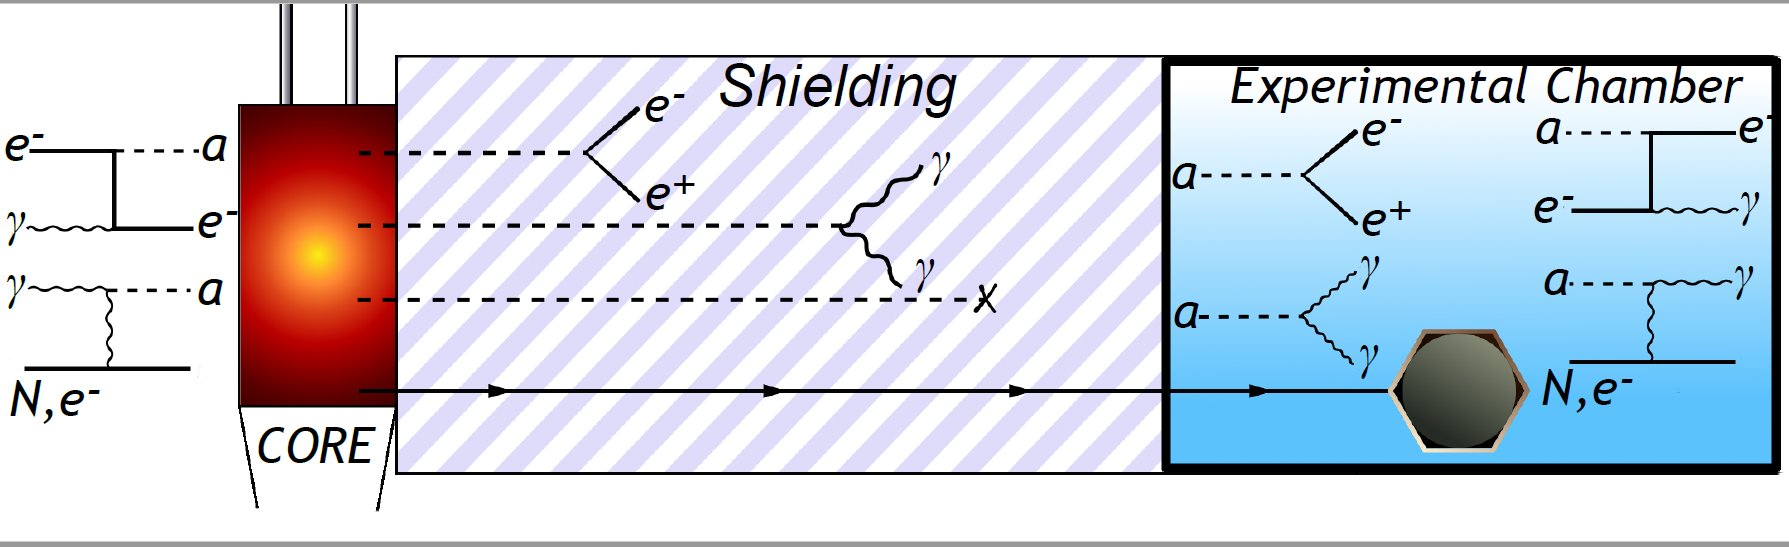 e⁻ a
γ e⁻
γ a
N,e⁻
CORE
Shielding
e⁻
e⁺
γ
γ
X
Experimental Chamber
a e⁻
e⁺
a γ
γ
a e⁻
e⁻ γ
a γ
N,e⁻